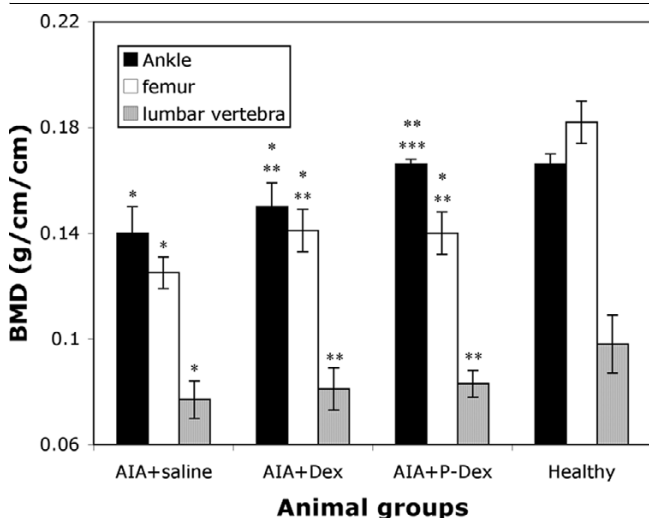 0.22
0.18
0.14
0.1
0.06
BMD (g/cm/cm)
Ankle
femur
lumbar vertebra
*
*
*
*
**
*
**
**
**
***
*
**
**
AIA+saline
AIA+Dex
AIA+P-Dex
Healthy
Animal groups